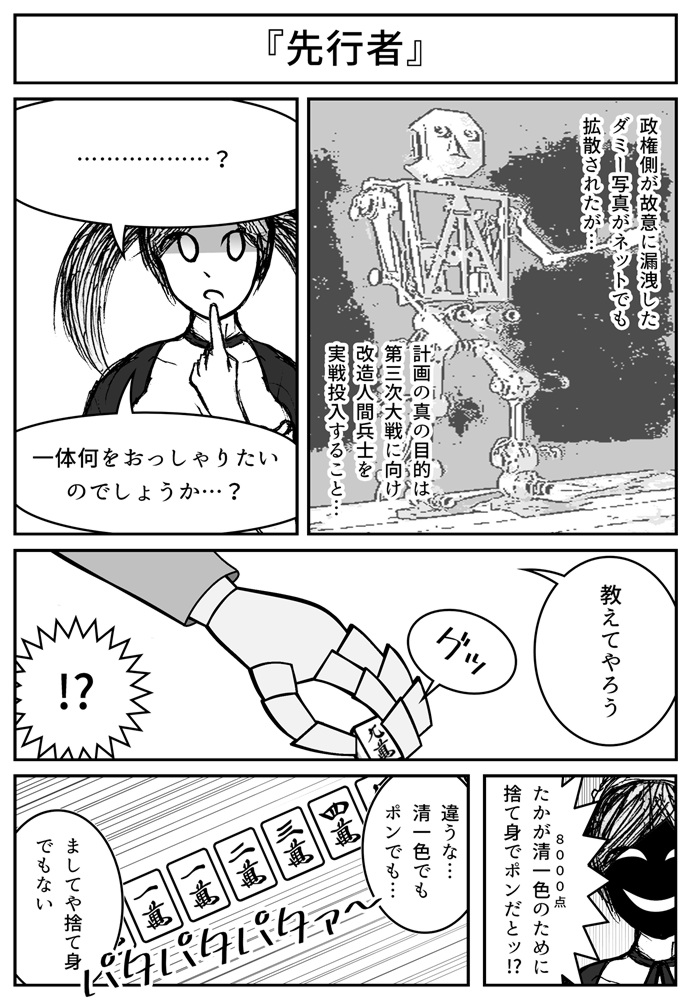 『先行者』
政権側が故意に漏洩した
ダミー写真がネットでも
拡散されたが…
計画の真の目的は
第三次大戦に向け
改造人間兵士を
実戦投入すること…
………………？
一体何をおっしゃりたい
のでしょうか…？
教えてやろう
グッ
九萬
!?
たかが清一色のために
8000点
捨て身でポンだとッ!?
違うな…
清一色でも
ポンでも…
四萬
三萬
二萬
一萬
一萬
パタパタパタァ～
ましてや捨て身
でもない